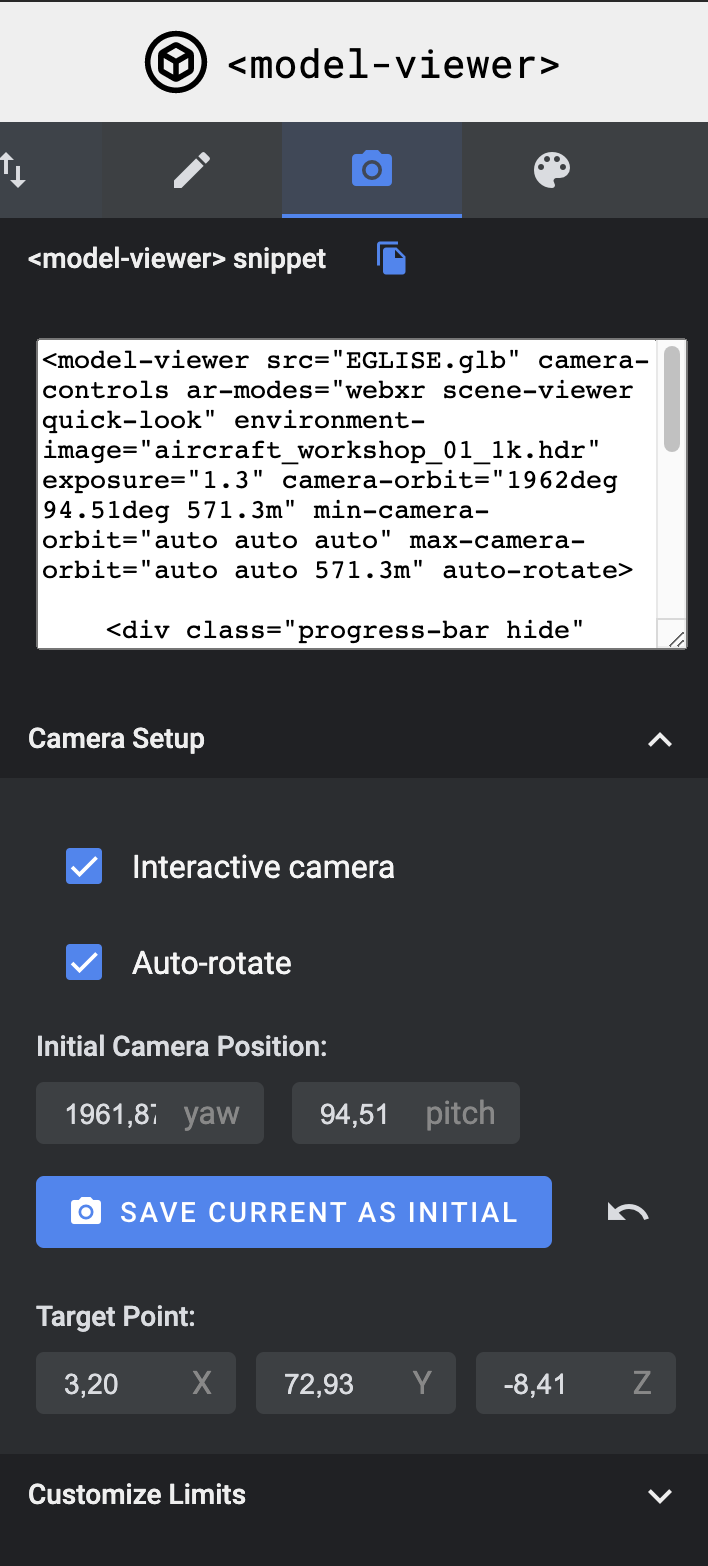 <model-viewer>
<model-viewer> snippet
<model-viewer src="EGLISE.glb" camera-
controls ar-modes="webxr scene-viewer
quick-look" environment-
image="aircraft_workshop_01_1k.hdr"
exposure="1.3" camera-orbit="1962deg
94.51deg 571.3m" min-camera-
orbit="auto auto auto" max-camera-
orbit="auto auto 571.3m" auto-rotate>
<div class="progress-bar hide"
Camera Setup
Interactive camera
Auto-rotate
Initial Camera Position:
1961,87 yaw 94,51 pitch
SAVE CURRENT AS INITIAL
Target Point:
3,20 X 72,93 Y -8,41 Z
Customize Limits